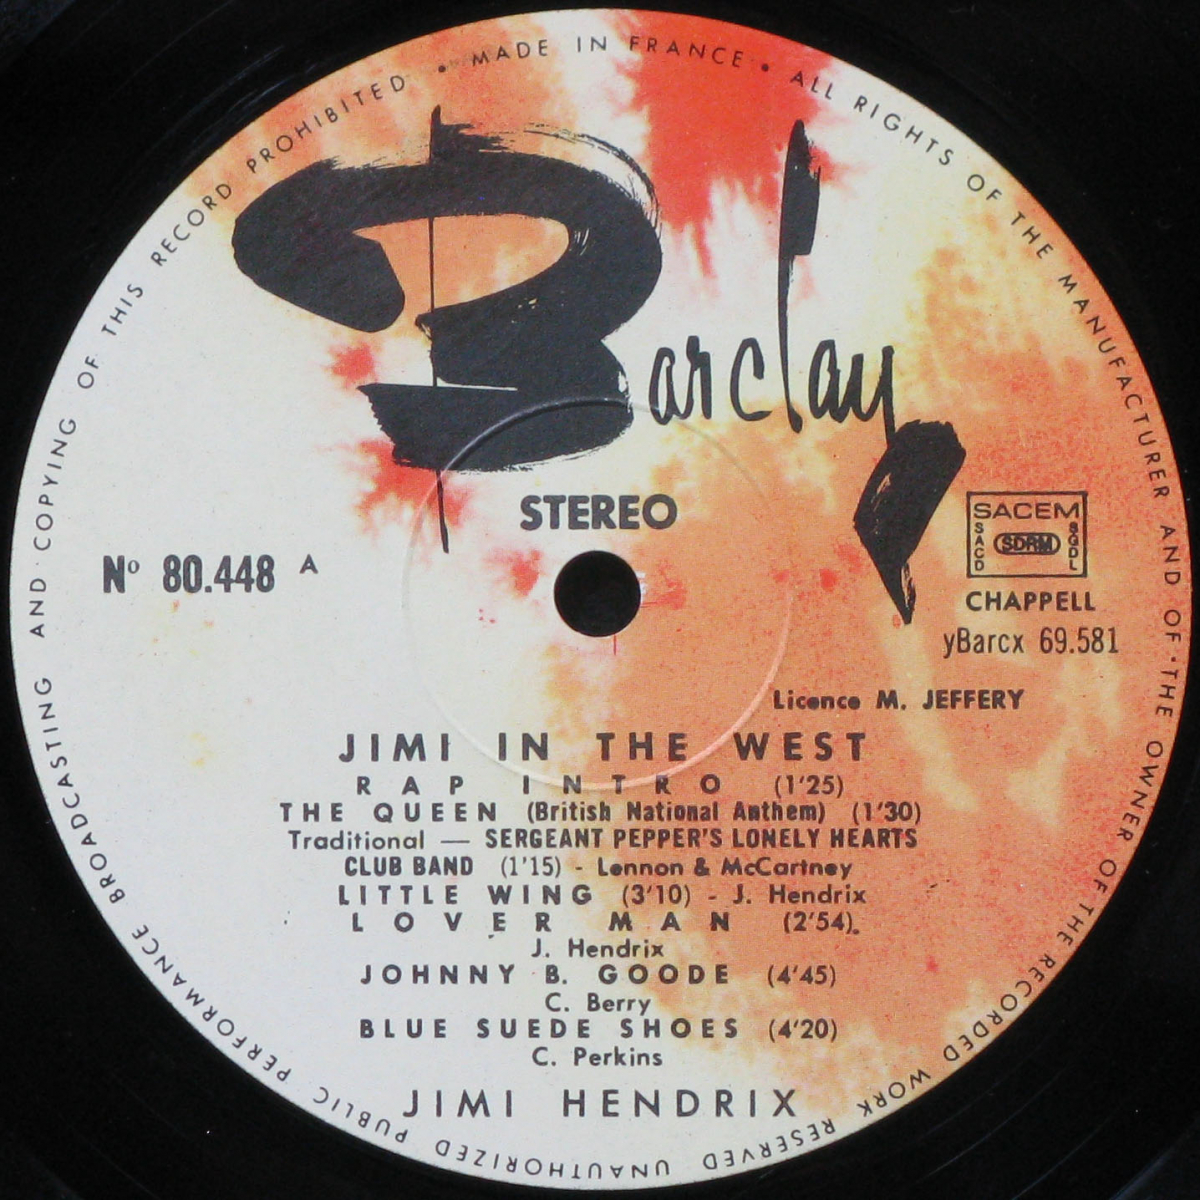 • MADE IN FRANCE • ALL RIGHTS OF THE MANUFACTURER AND OF THE OWNER OF THE RECORDED WORK RESERVED UNAUTHORIZED PUBLIC PERFORMANCE BROADCASTING AND COPYING OF THIS RECORD PROHIBITED
Barclay
STEREO
Nº 80.448 A
SACEM
SACD SDRM SGDL
CHAPPELL
yBarcx 69.581
Licence M. JEFFERY
JIMI IN THE WEST
RAP INTRO (1'25)
THE QUEEN (British National Anthem) (1'30)
Traditional — SERGEANT PEPPER'S LONELY HEARTS
CLUB BAND (1'15) - Lennon & McCartney
LITTLE WING (3'10) - J. Hendrix
LOVER MAN (2'54).
J. Hendrix
JOHNNY B. GOODE (4'45)
C. Berry
BLUE SUEDE SHOES (4'20)
C. Perkins
JIMI HENDRIX